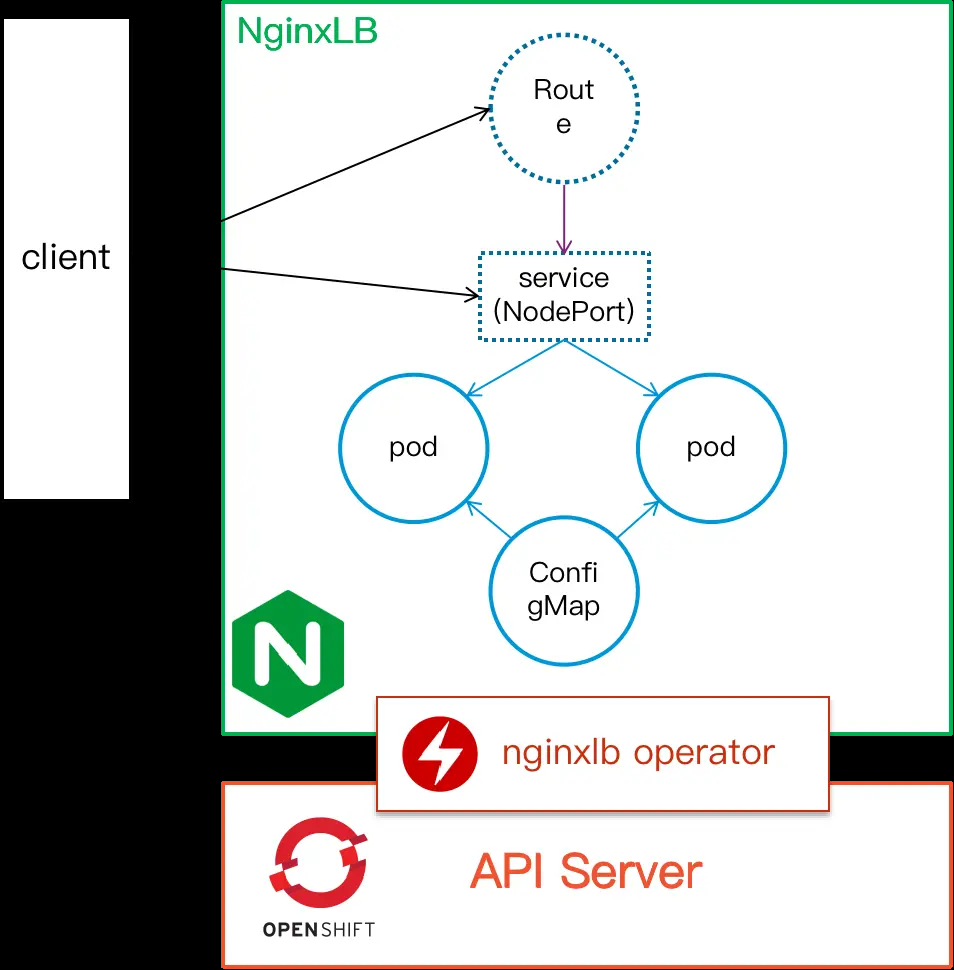 NginxLB
Rout
e
client
service
(NodePort)
pod
pod
Confi
gMap
N
nginxlb operator
API Server
OPENSHIFT